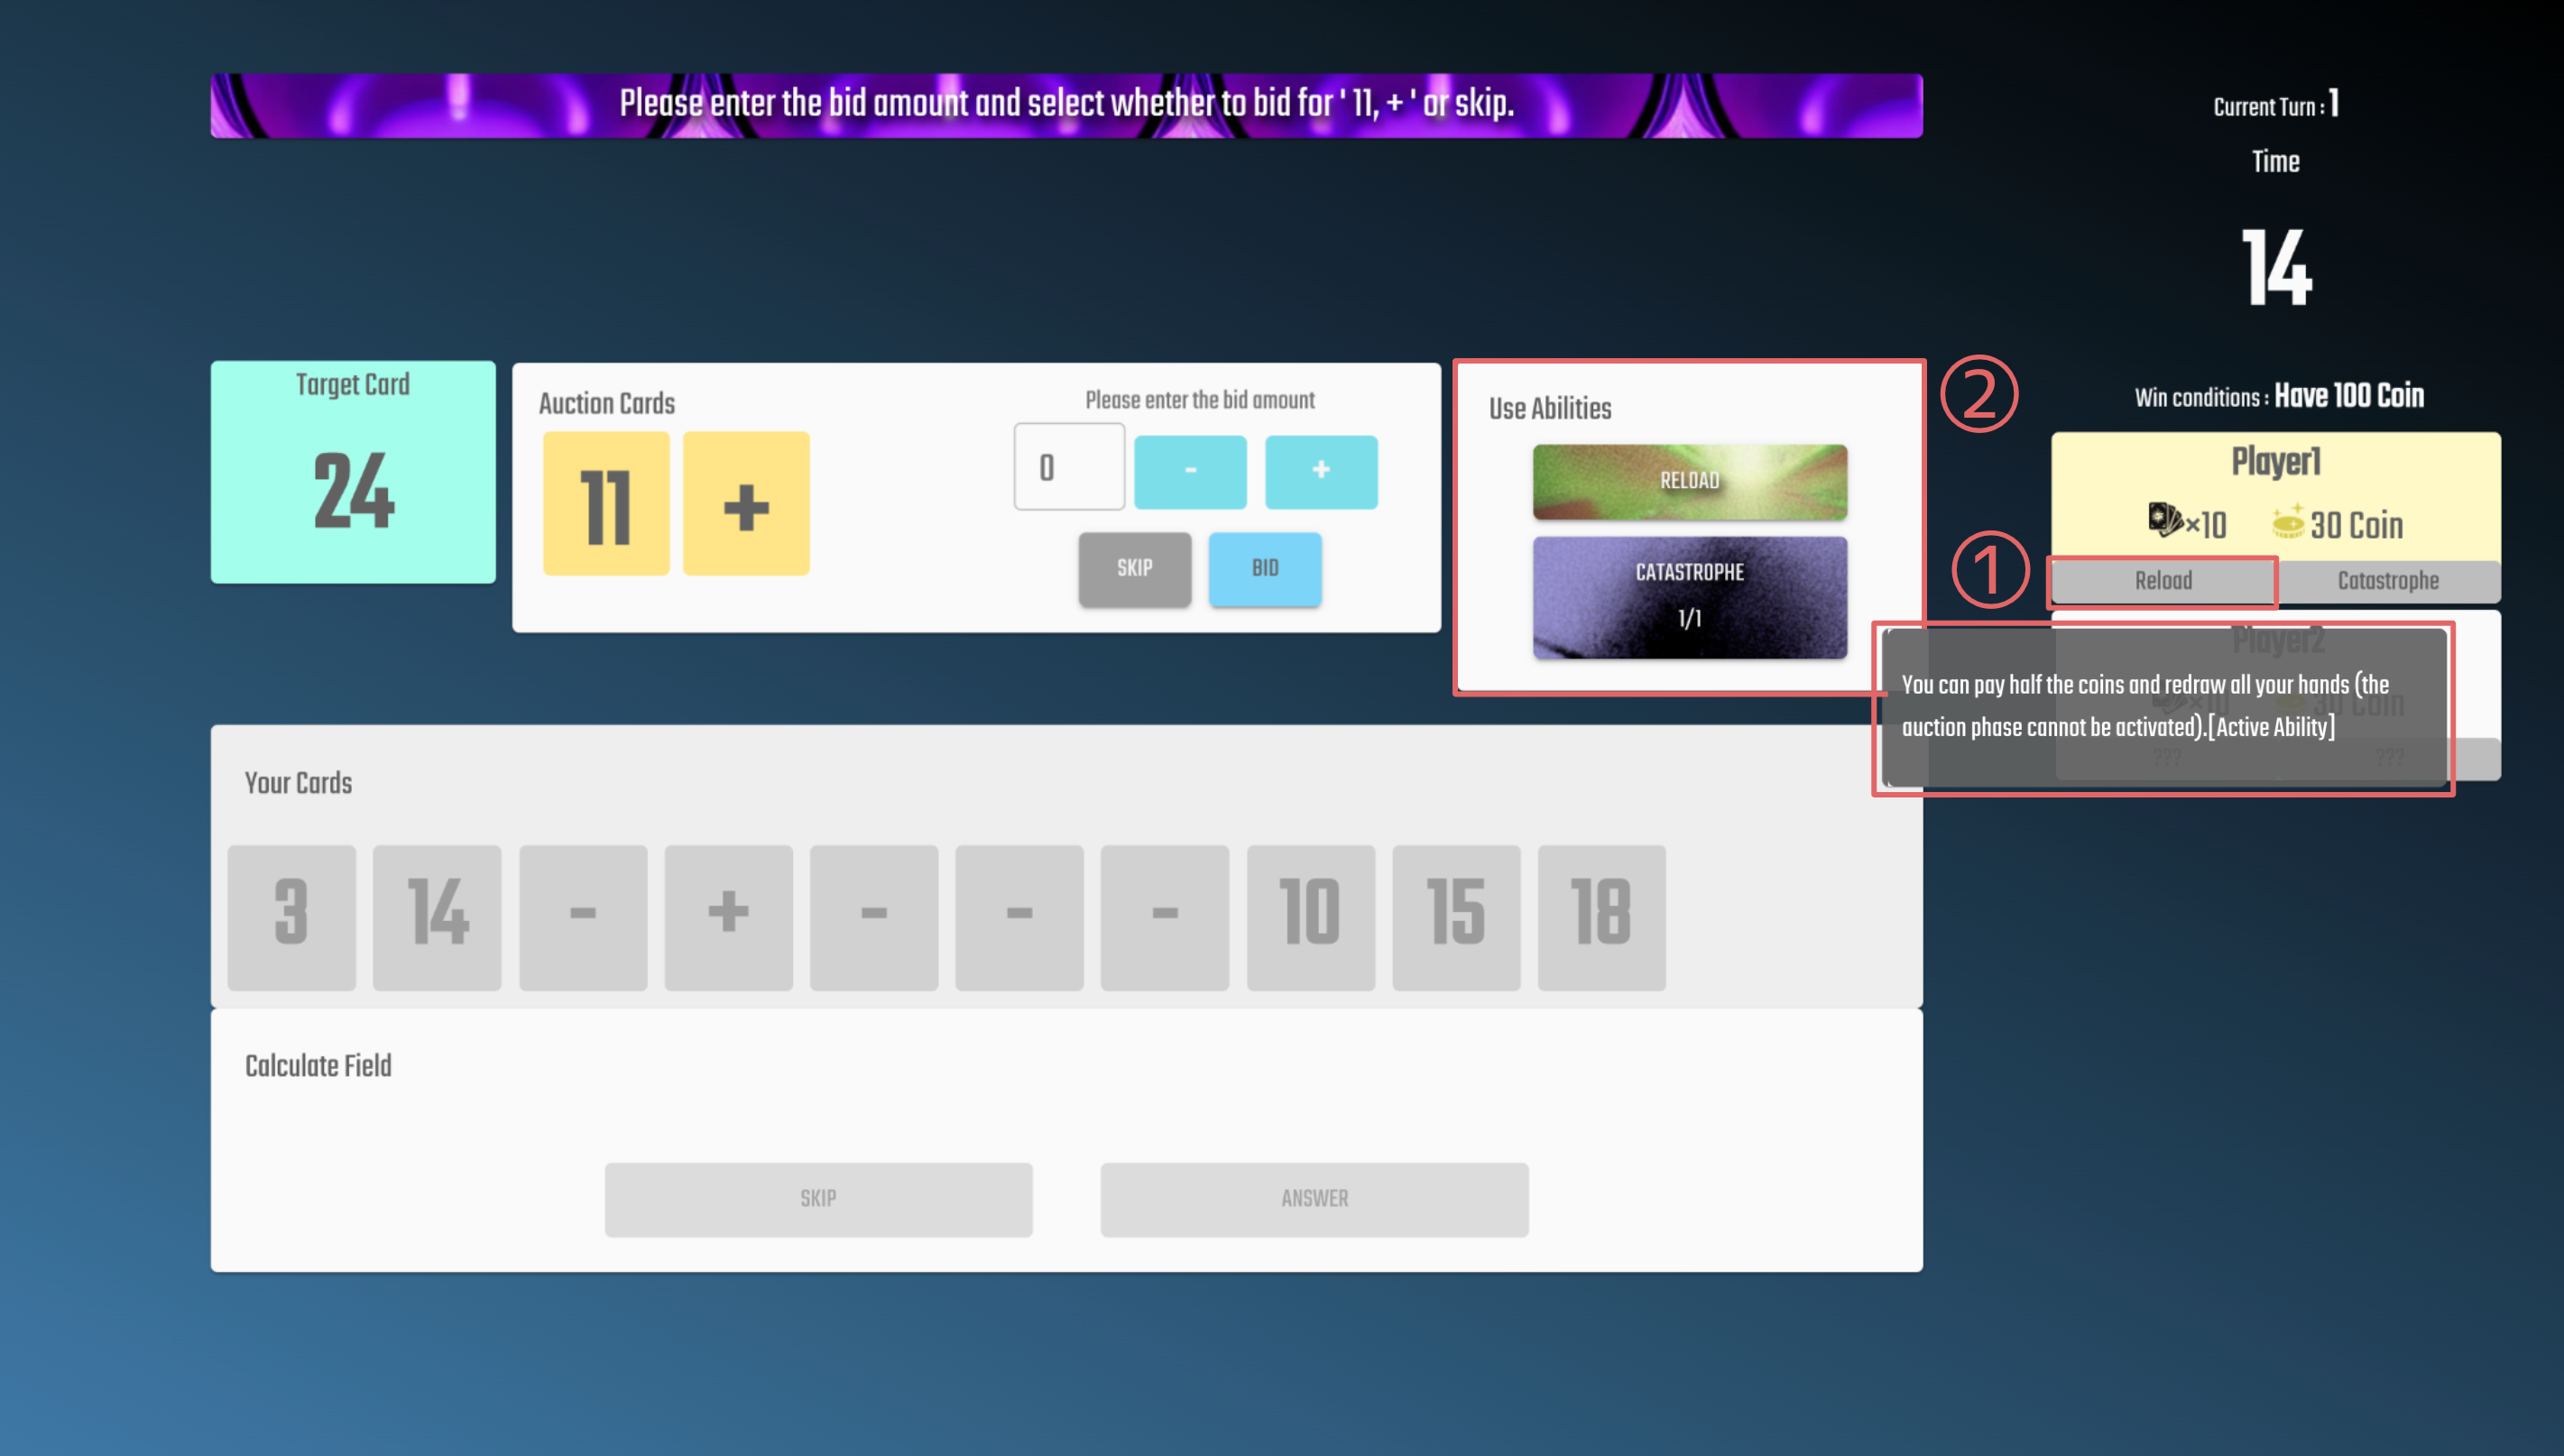 Please enter the bid amount and select whether to bid for ' 11, + ' or skip.
Current Turn : 1
Time
14
Target Card
24
Auction Cards
11
+
Please enter the bid amount
0
-
+
SKIP
BID
Use Abilities
RELOAD
CATASTROPHE
1/1
②
Win conditions : Have 100 Coin
Player1
×10
30 Coin
①
Reload
Catastrophe
Player2
×10
30 Coin
???
???
You can pay half the coins and redraw all your hands (the
auction phase cannot be activated).[Active Ability]
Your Cards
3
14
-
+
-
-
-
10
15
18
Calculate Field
SKIP
ANSWER